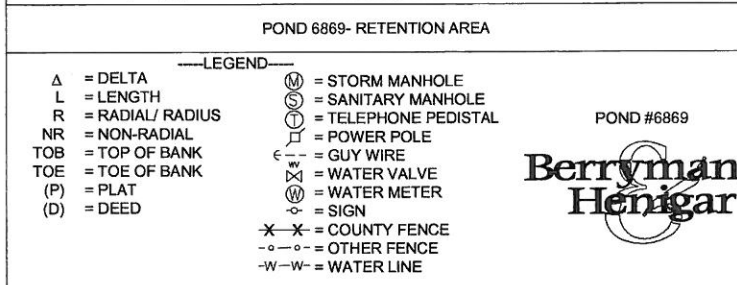 POND 6869- RETENTION AREA
-----LEGEND-----
Δ = DELTA
L = LENGTH
R = RADIAL/ RADIUS
NR = NON-RADIAL
TOB = TOP OF BANK
TOE = TOE OF BANK
(P) = PLAT
(D) = DEED
M = STORM MANHOLE
S = SANITARY MANHOLE
T = TELEPHONE PEDISTAL
= POWER POLE
= GUY WIRE
WV = WATER VALVE
W = WATER METER
= SIGN
X X = COUNTY FENCE
= OTHER FENCE
-W-W- = WATER LINE
POND #6869
Berryman
&
Henigar